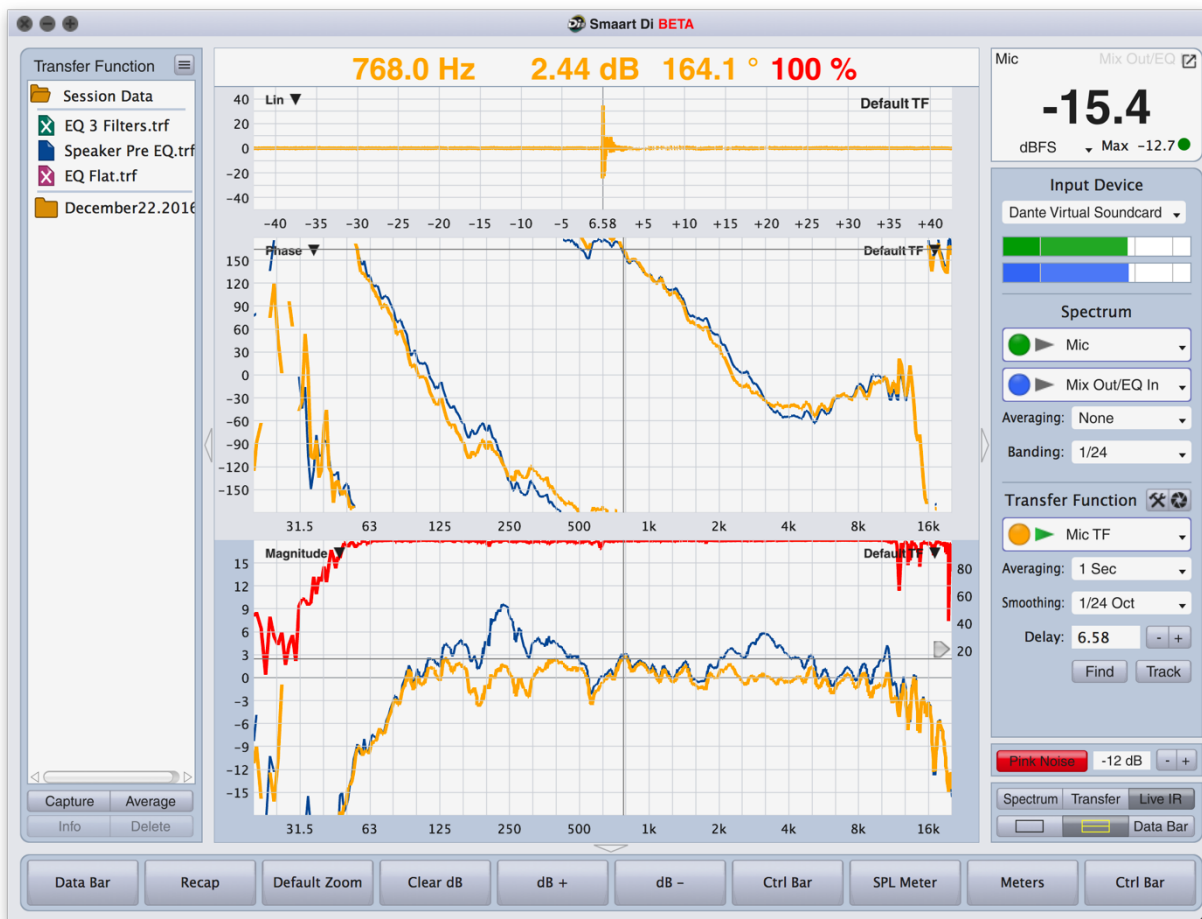 Smaart Di BETA
Transfer Function
Session Data
EQ 3 Filters.trf
Speaker Pre EQ.trf
EQ Flat.trf
December22.2016
Capture Average
Info Delete
768.0 Hz 2.44 dB 164.1 ° 100 %
Lin Default TF
40
20
0
-20
-40
-40 -35 -30 -25 -20 -15 -10 -5 6.58 +5 +10 +15 +20 +25 +30 +35 +40
Phase Default TF
150
120
90
60
30
0
-30
-60
-90
-120
-150
31.5 63 125 250 500 1k 2k 4k 8k 16k
Magnitude Default TF
15
12
9
6
3
0
-3
-6
-9
-12
-15
80
60
40
20
31.5 63 125 250 500 1k 2k 4k 8k 16k
Mic Mix Out/EQ
-15.4
dBFS Max -12.7
Input Device
Dante Virtual Soundcard
Spectrum
Mic
Mix Out/EQ In
Averaging: None
Banding: 1/24
Transfer Function
Mic TF
Averaging: 1 Sec
Smoothing: 1/24 Oct
Delay: 6.58 - +
Find Track
Pink Noise -12 dB - +
Spectrum Transfer Live IR
Data Bar
Data Bar Recap Default Zoom Clear dB dB + dB - Ctrl Bar SPL Meter Meters Ctrl Bar